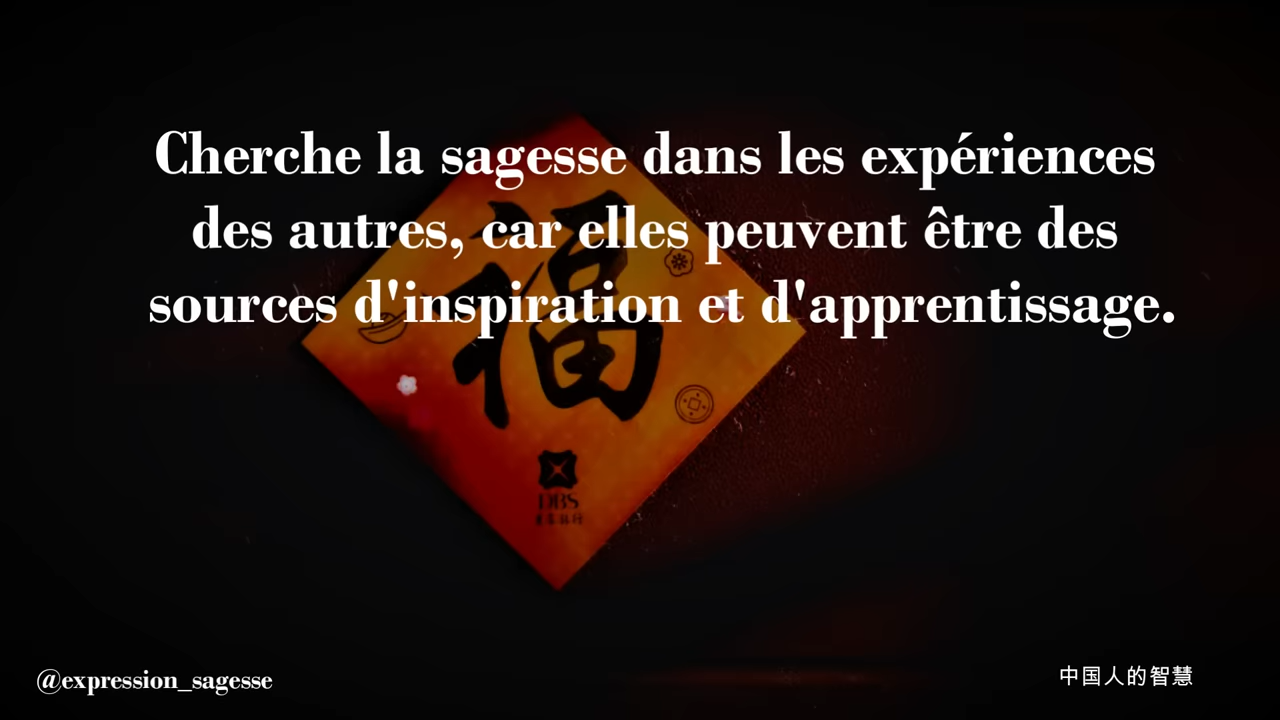 Cherche la sagesse dans les expériences
des autres, car elles peuvent être des
sources d'inspiration et d'apprentissage.
福
DBS
@expression_sagesse
中国人的智慧